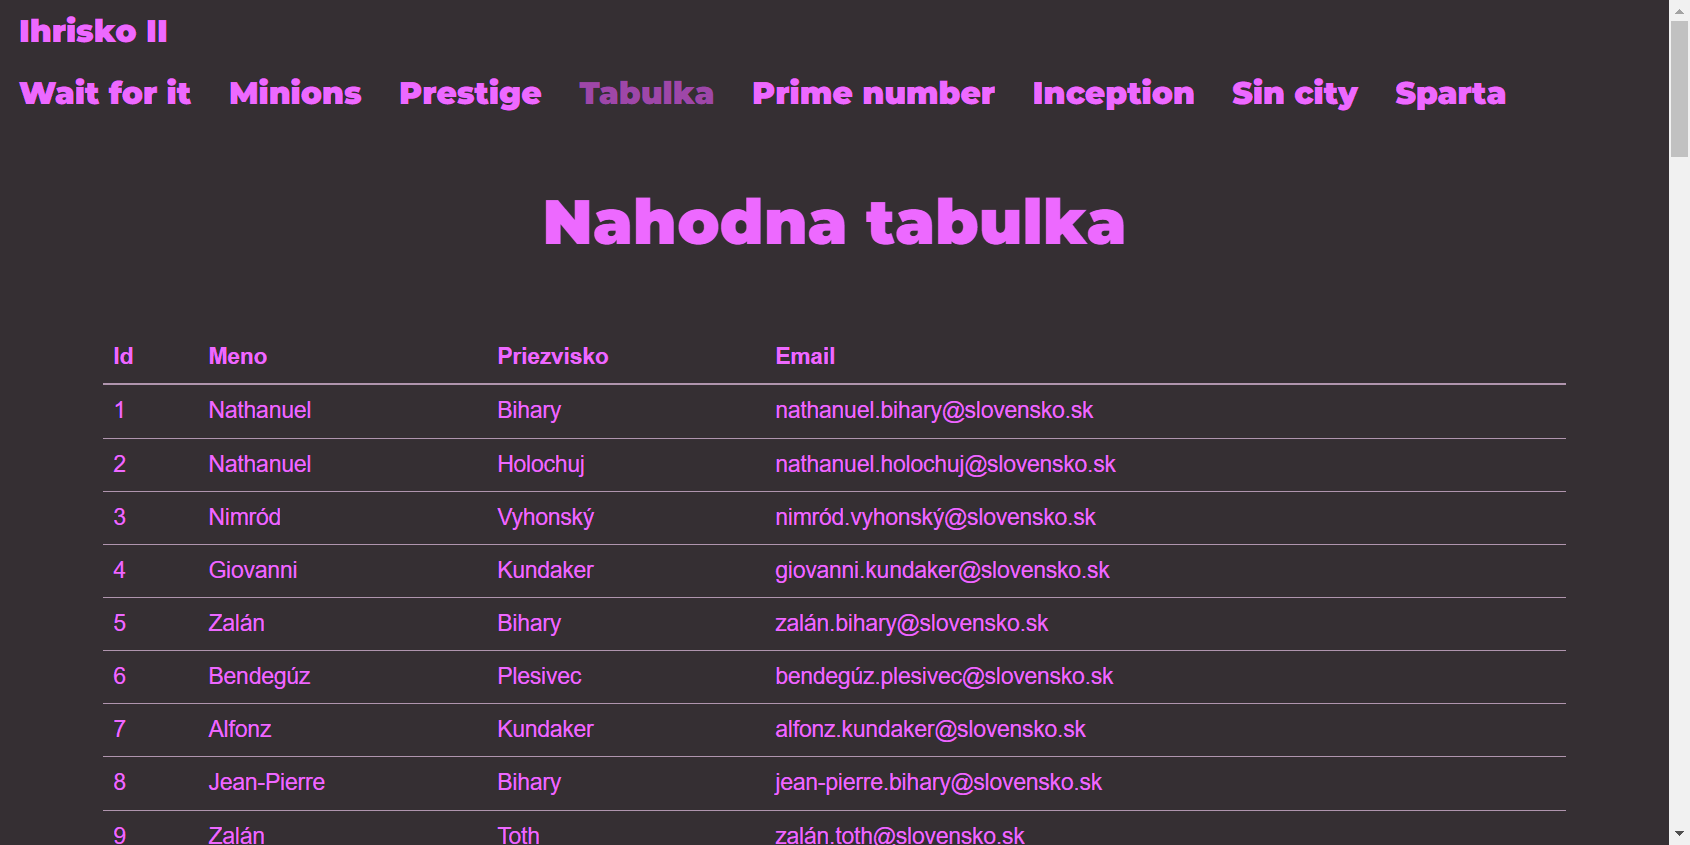 Ihrisko II
Wait for it Minions Prestige Tabulka Prime number Inception Sin city Sparta
Nahodna tabulka
Id Meno Priezvisko Email
1 Nathanuel Bihary nathanuel.bihary@slovensko.sk
2 Nathanuel Holochuj nathanuel.holochuj@slovensko.sk
3 Nimród Vyhonský nimród.vyhonský@slovensko.sk
4 Giovanni Kundaker giovanni.kundaker@slovensko.sk
5 Zalán Bihary zalán.bihary@slovensko.sk
6 Bendegúz Plesivec bendegúz.plesivec@slovensko.sk
7 Alfonz Kundaker alfonz.kundaker@slovensko.sk
8 Jean-Pierre Bihary jean-pierre.bihary@slovensko.sk
9 Zalán Toth zalán.toth@slovensko.sk